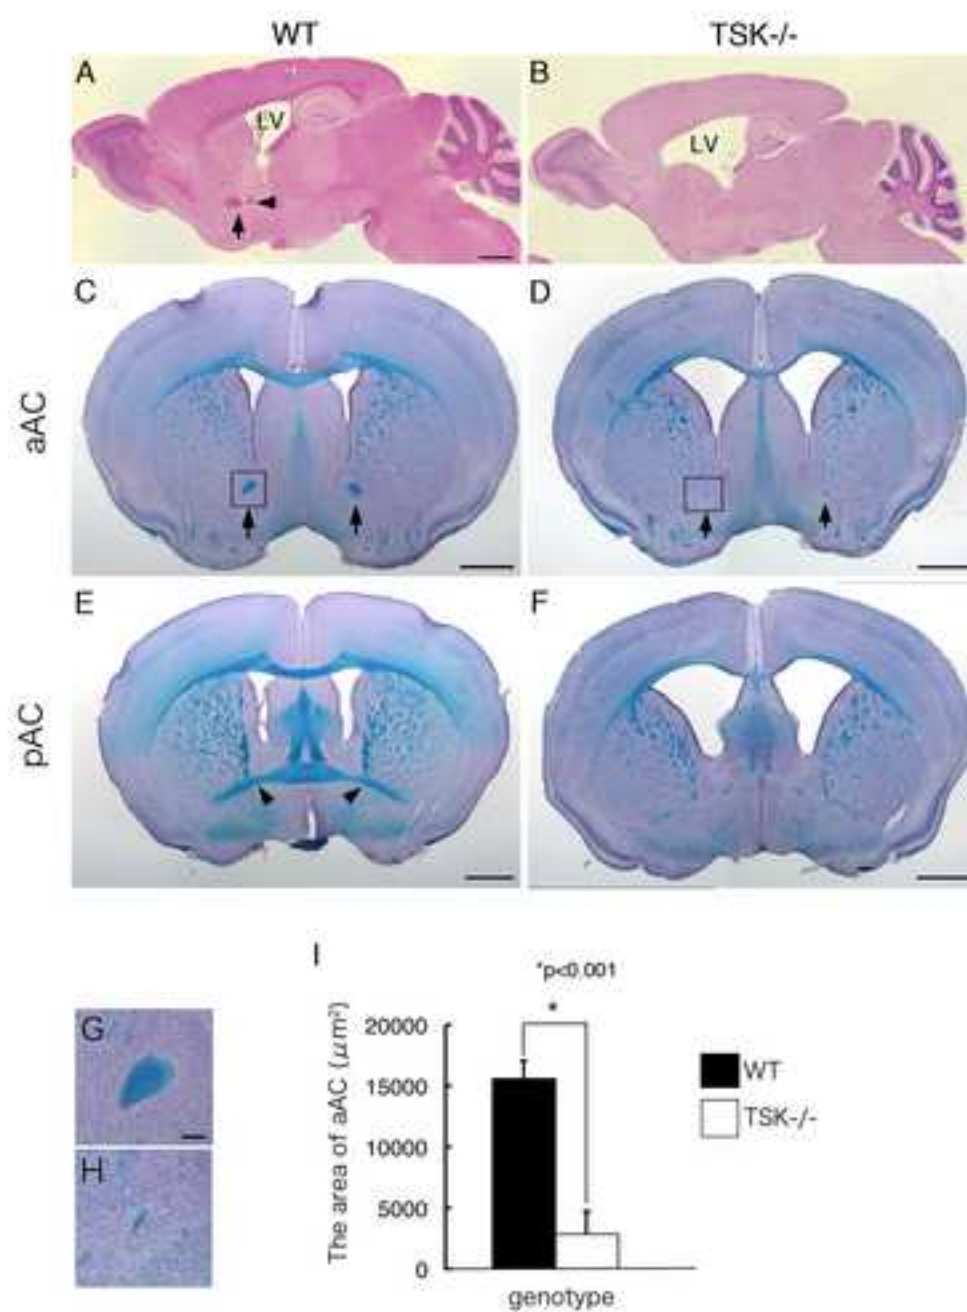 WT
TSK-/-
A
LV
B
LV
aAC
C
D
pAC
E
F
G
H
I
*p<0.001
*
The area of aAC (μm²)
20000
15000
10000
5000
0
genotype
WT
TSK-/-